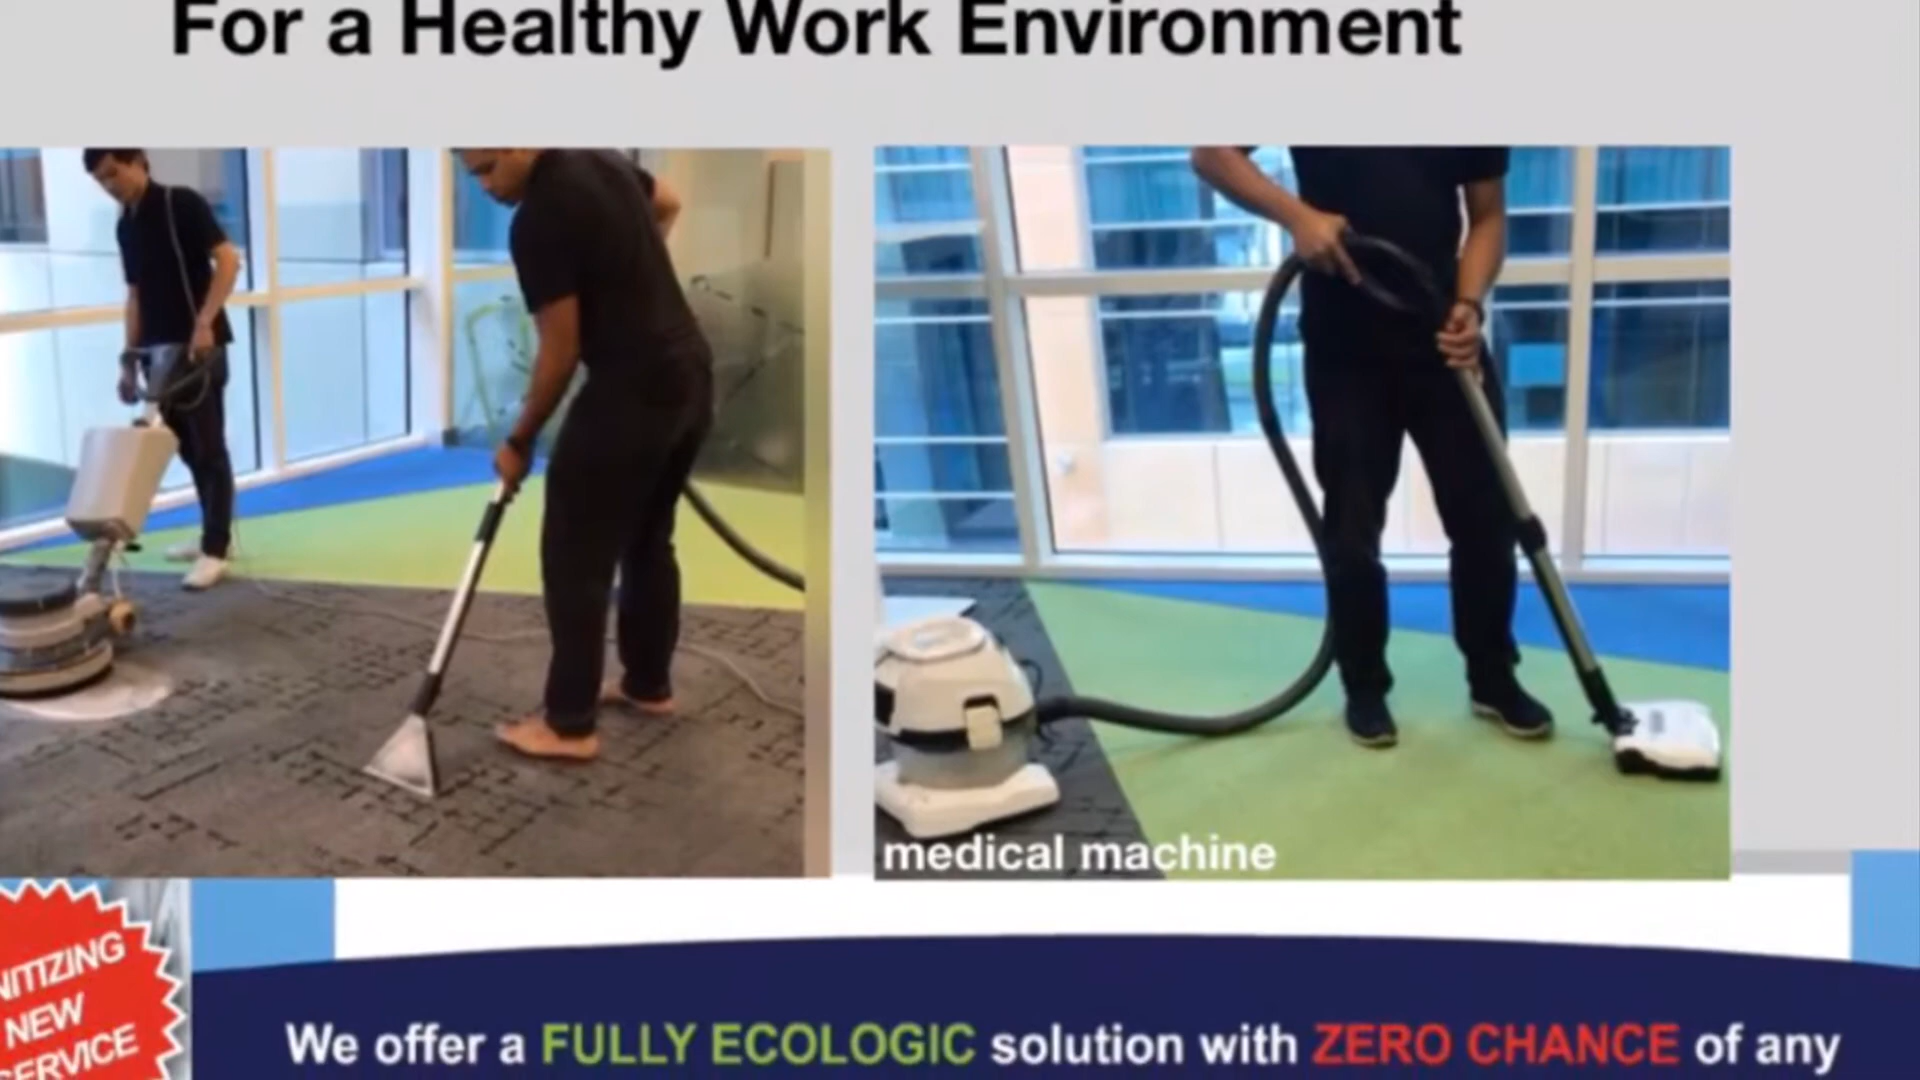 For a Healthy Work Environment
medical machine
NEW
We offer a FULLY ECOLOGIC solution with ZERO CHANCE of any